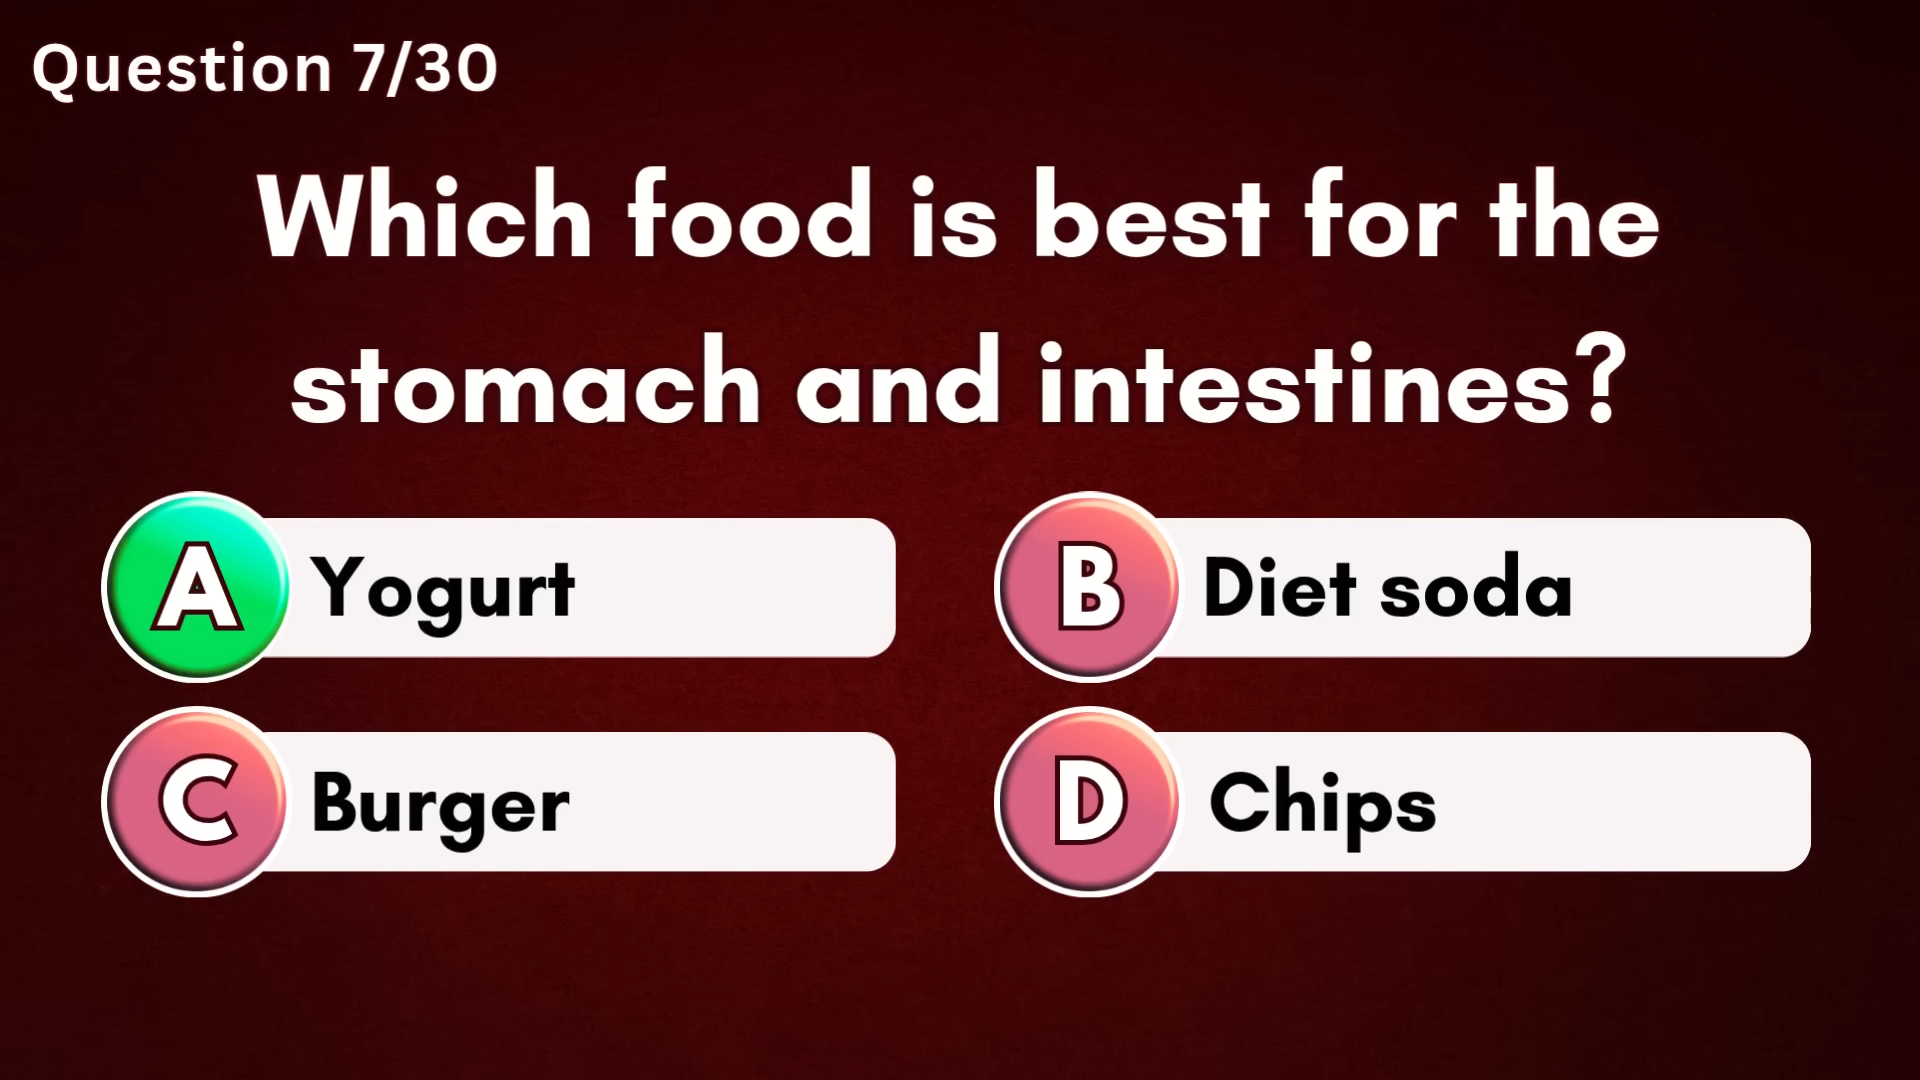 Question 7/30
Which food is best for the
stomach and intestines?
A Yogurt
B Diet soda
C Burger
D Chips